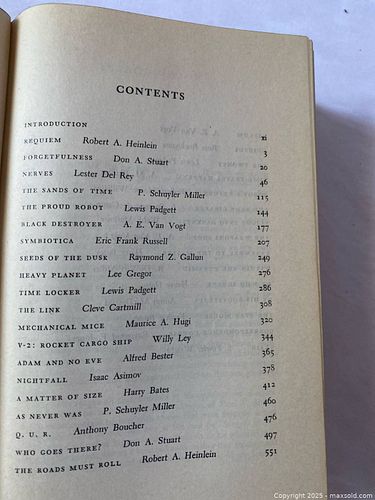 CONTENTS
INTRODUCTION xi
REQUIEM Robert A. Heinlein 3
FORGETFULNESS Don A. Stuart 20
NERVES Lester Del Rey 46
THE SANDS OF TIME P. Schuyler Miller 115
THE PROUD ROBOT Lewis Padgett 144
BLACK DESTROYER A. E. Van Vogt 177
SYMBIOTICA Eric Frank Russell 207
SEEDS OF THE DUSK Raymond Z. Gallun 249
HEAVY PLANET Lee Gregor 276
TIME LOCKER Lewis Padgett 286
THE LINK Cleve Cartmill 308
MECHANICAL MICE Maurice A. Hugi 320
V-2: ROCKET CARGO SHIP Willy Ley 344
ADAM AND NO EVE Alfred Bester 365
NIGHTFALL Isaac Asimov 378
A MATTER OF SIZE Harry Bates 412
AS NEVER WAS P. Schuyler Miller 460
Q. U. R. Anthony Boucher 476
WHO GOES THERE? Don A. Stuart 497
THE ROADS MUST ROLL Robert A. Heinlein 551
Copyright 2025 - maxsold.com